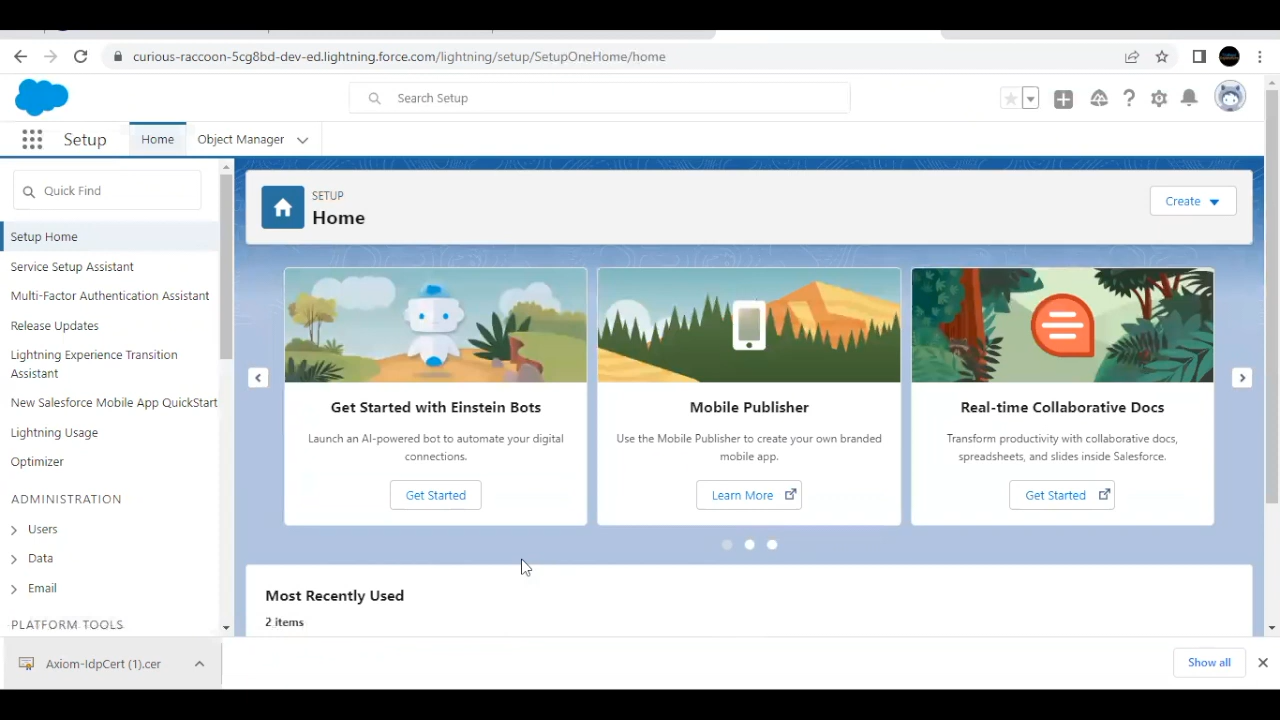 curious-raccoon-5cg8bd-dev-ed.lightning.force.com/lightning/setup/SetupOneHome/home
Search Setup
Setup
Home
Object Manager
Quick Find
Setup Home
Service Setup Assistant
Multi-Factor Authentication Assistant
Release Updates
Lightning Experience Transition
Assistant
New Salesforce Mobile App QuickStart
Lightning Usage
Optimizer
ADMINISTRATION
Users
Data
Email
PLATFORM TOOLS
SETUP
Home
Create
Get Started with Einstein Bots
Launch an AI-powered bot to automate your digital
connections.
Get Started
Mobile Publisher
Use the Mobile Publisher to create your own branded
mobile app.
Learn More
Real-time Collaborative Docs
Transform productivity with collaborative docs,
spreadsheets, and slides inside Salesforce.
Get Started
Most Recently Used
2 items
Axiom-IdpCert (1).cer
Show all